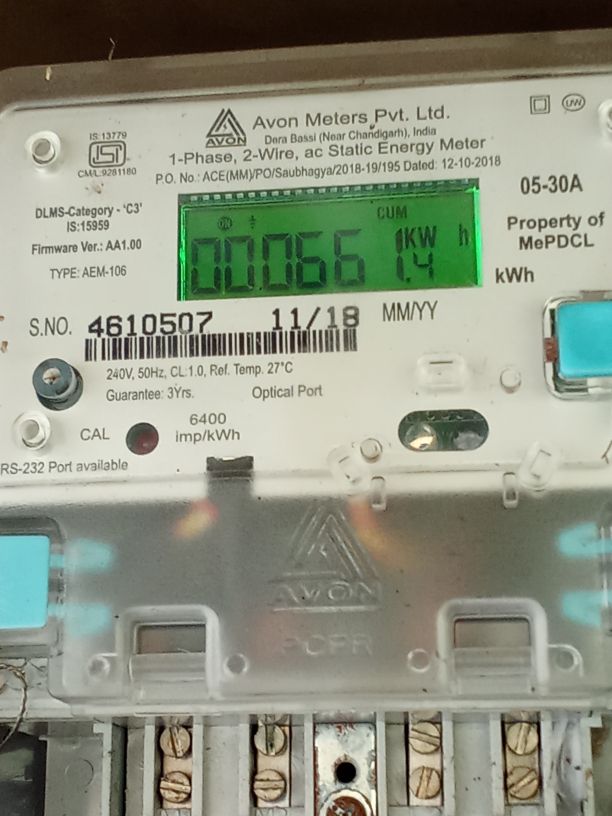 Avon Meters Pvt. Ltd.
Dera Bassi (Near Chandigarh), India
AVON
1-Phase, 2-Wire, ac Static Energy Meter
P.O. No.: ACE(MM)/PO/Saubhagya/2018-19/195 Dated: 12-10-2018
IS:13779
ISI
CM/L:9281180
UW
05-30A
DLMS-Category - 'C3'
IS:15959
Firmware Ver.: AA1.00
TYPE: AEM-106
ON
CUM
KW h
kWh
Property of
MePDCL
S.NO. 4610507 11/18 MM/YY
240V, 50Hz, CL:1.0, Ref. Temp. 27°C
Guarantee: 3Yrs. Optical Port
CAL
6400
imp/kWh
RS-232 Port available
AVON
PCPR